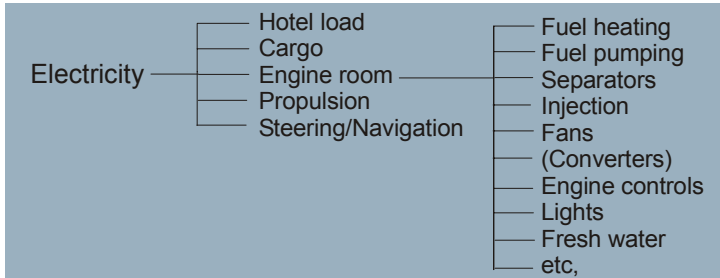 Electricity
Hotel load
Cargo
Engine room
Propulsion
Steering/Navigation
Fuel heating
Fuel pumping
Separators
Injection
Fans
(Converters)
Engine controls
Lights
Fresh water
etc,